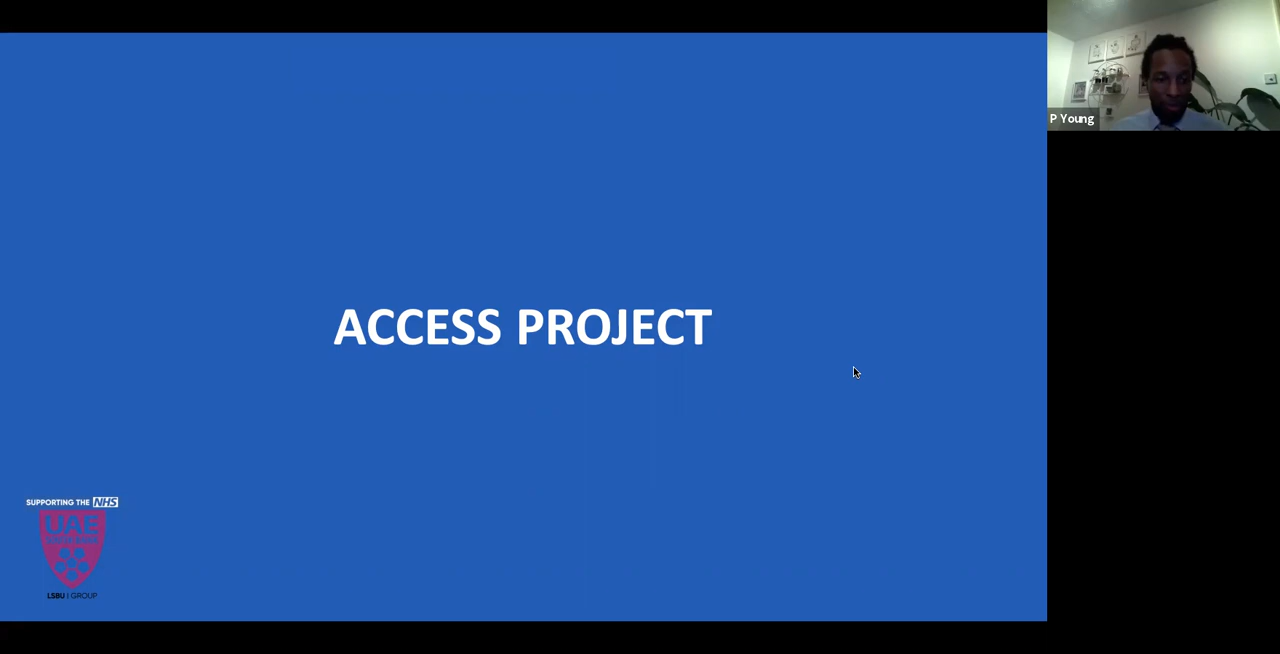 ACCESS PROJECT
P Young
SUPPORTING THE NHS
UAE
LSBU | GROUP